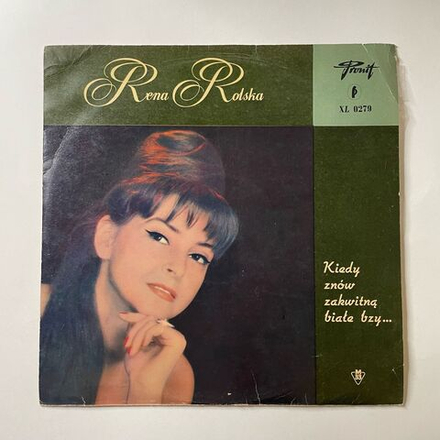 Rena Rolska
Pronit
XL 0279
Kiedy
znów
zakwitną
białe bzy...